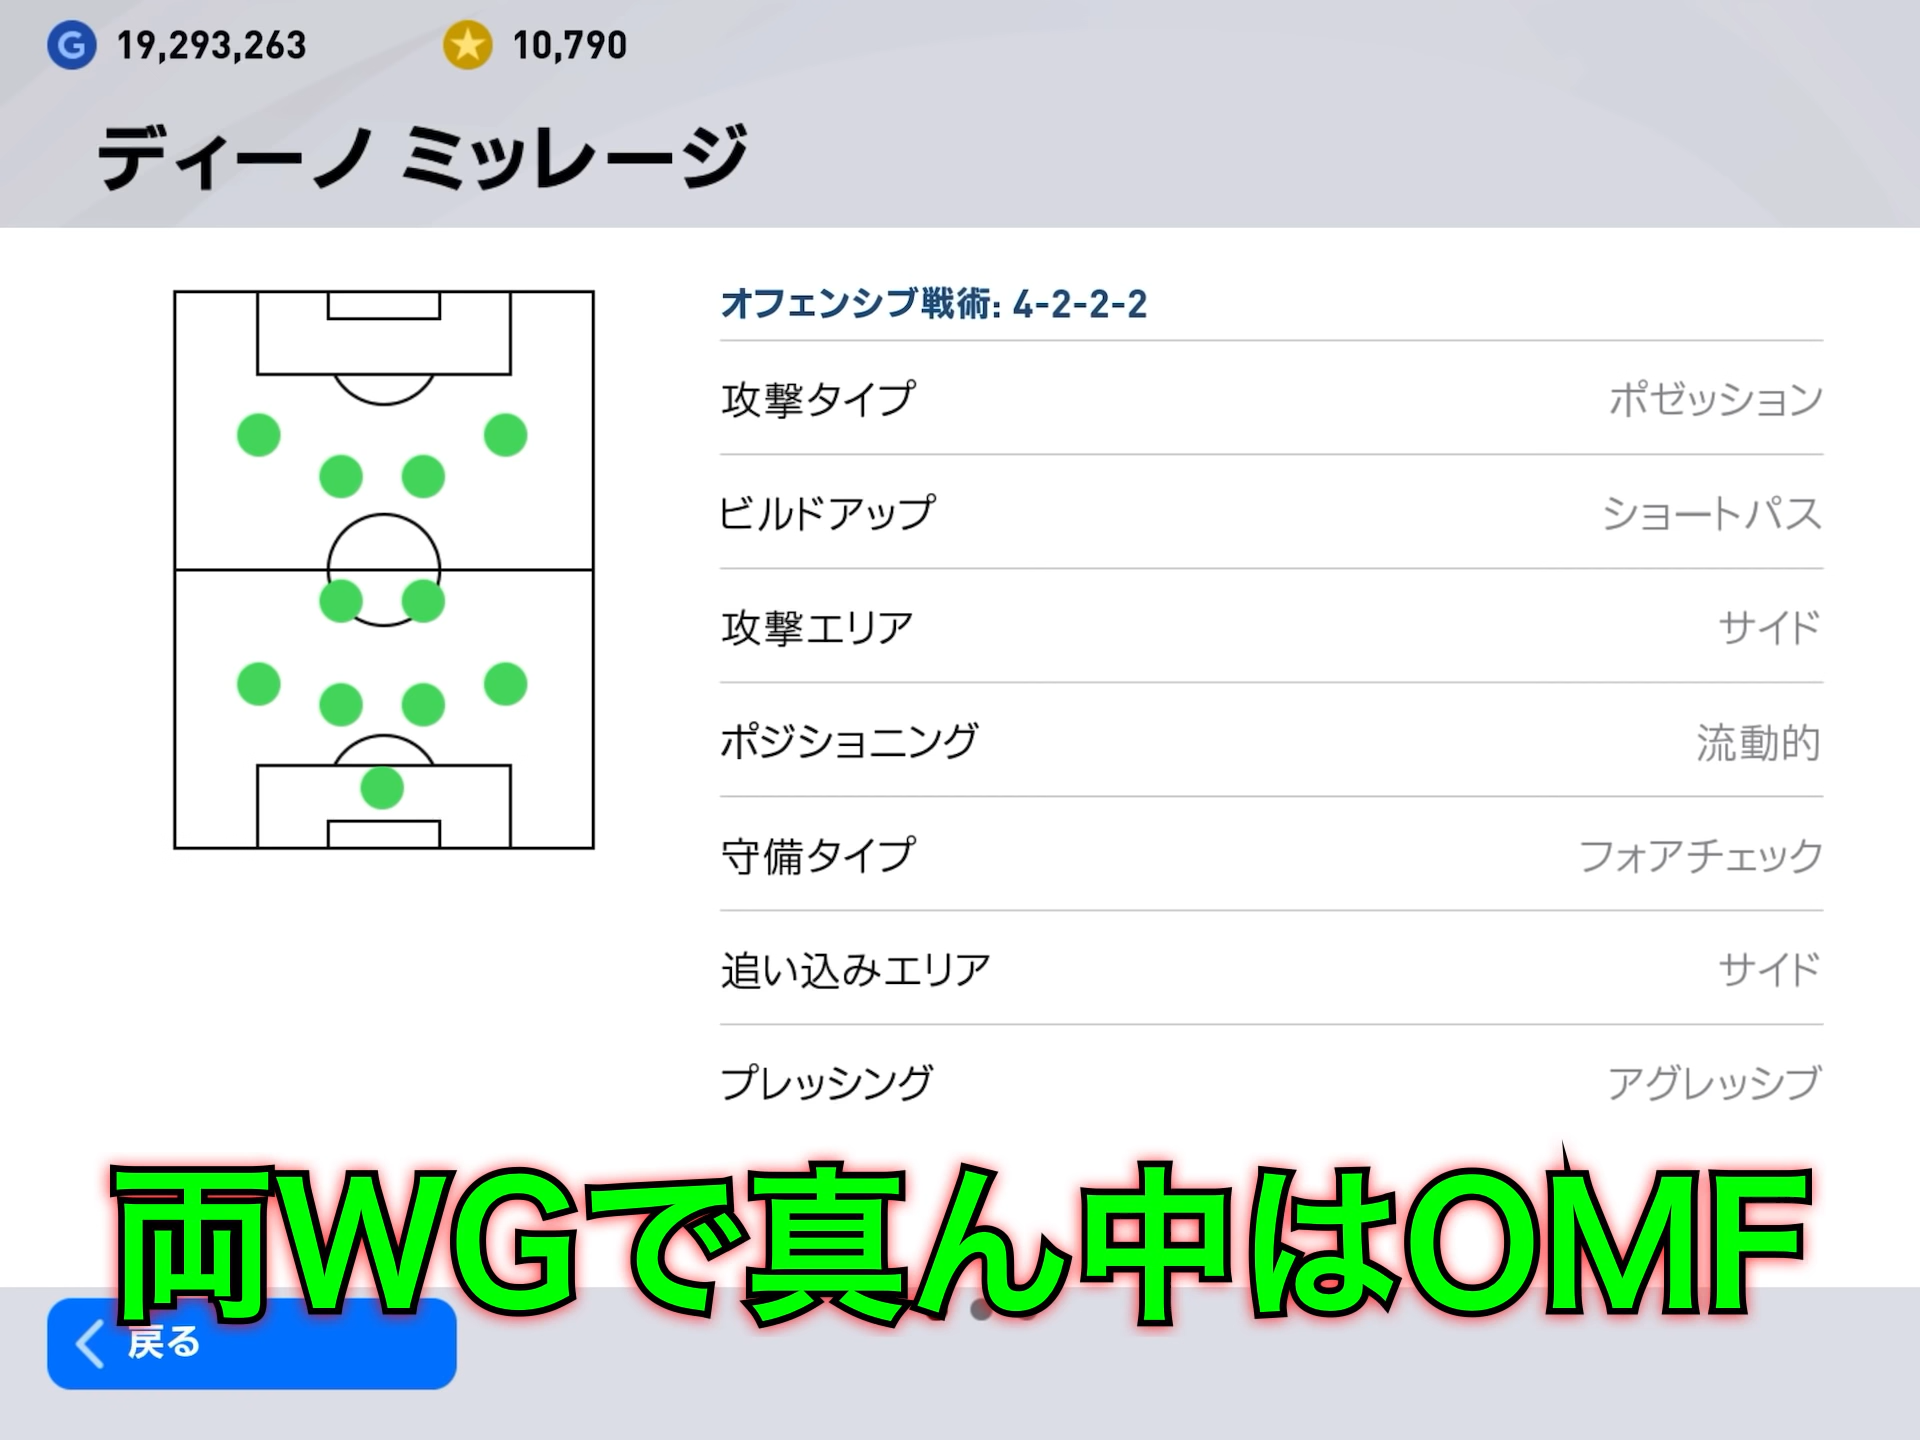 G 19,293,263 10,790
ディーノ ミッレージ
オフェンシブ戦術: 4-2-2-2
攻撃タイプ ポゼッション
ビルドアップ ショートパス
攻撃エリア サイド
ポジショニング 流動的
守備タイプ フォアチェック
追い込みエリア サイド
プレッシング アグレッシブ
両WGで真ん中はOMF
戻る